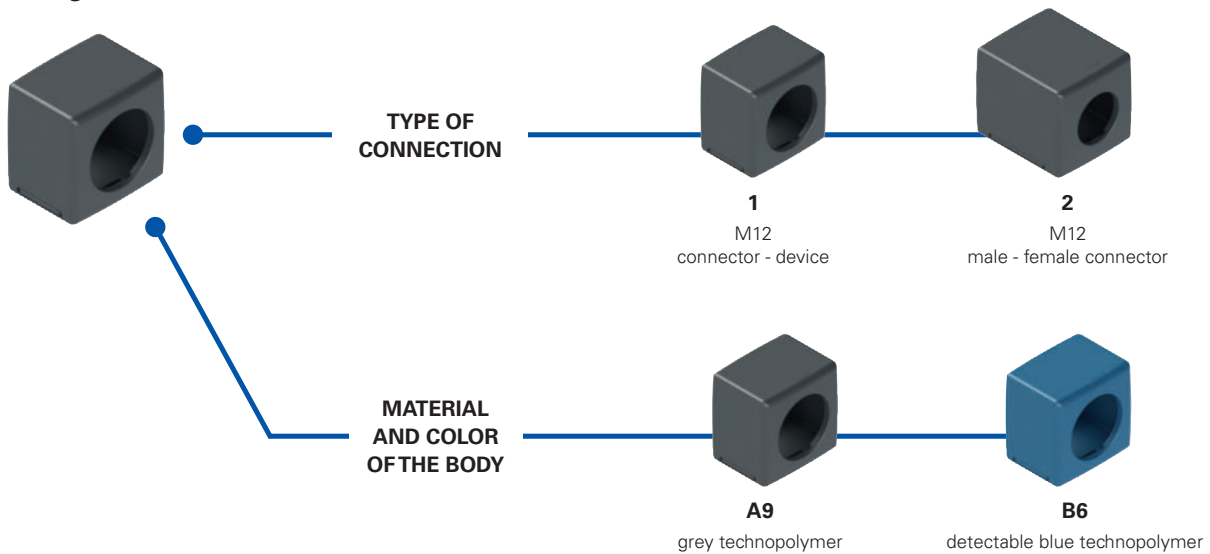 TYPE OF
CONNECTION
1
M12
connector - device
2
M12
male - female connector
MATERIAL
AND COLOR
OF THE BODY
A9
grey technopolymer
B6
detectable blue technopolymer